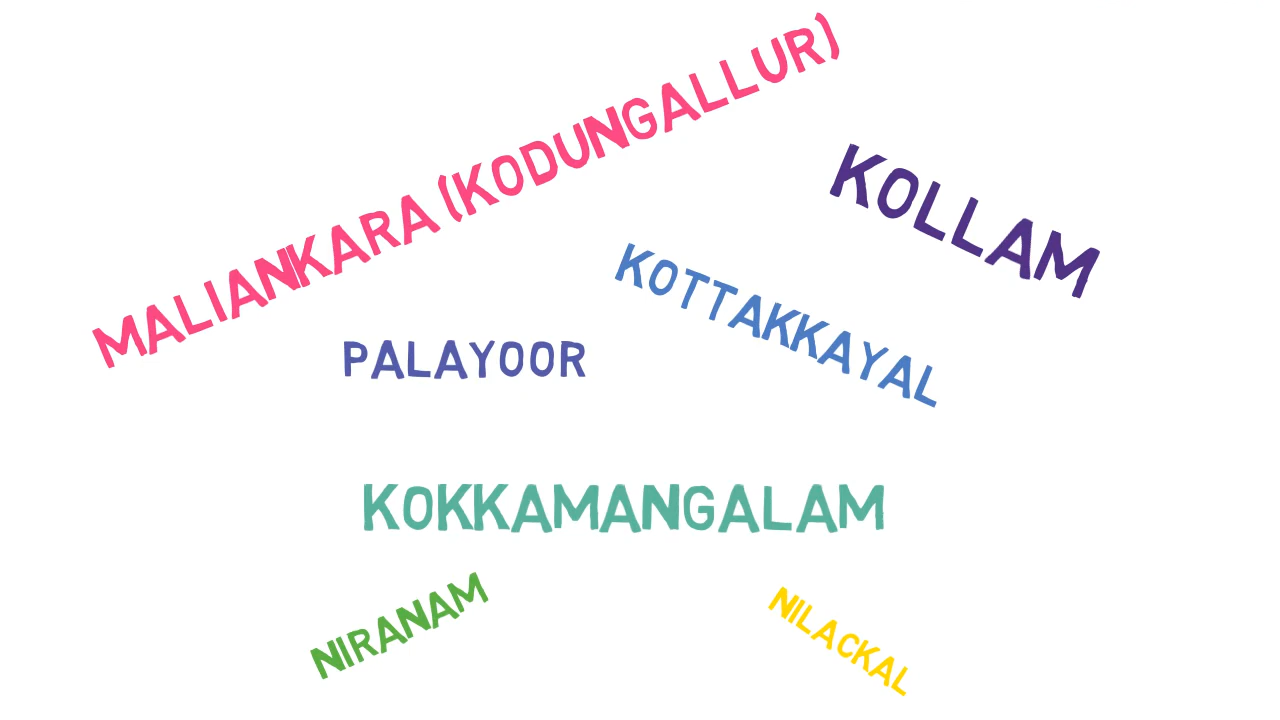 MALIANKARA (KODUNGALLUR)
KOLLAM
KOTTAKKAYAL
PALAYOOR
KOKKAMANGALAM
NIRANAM
NILACKAL